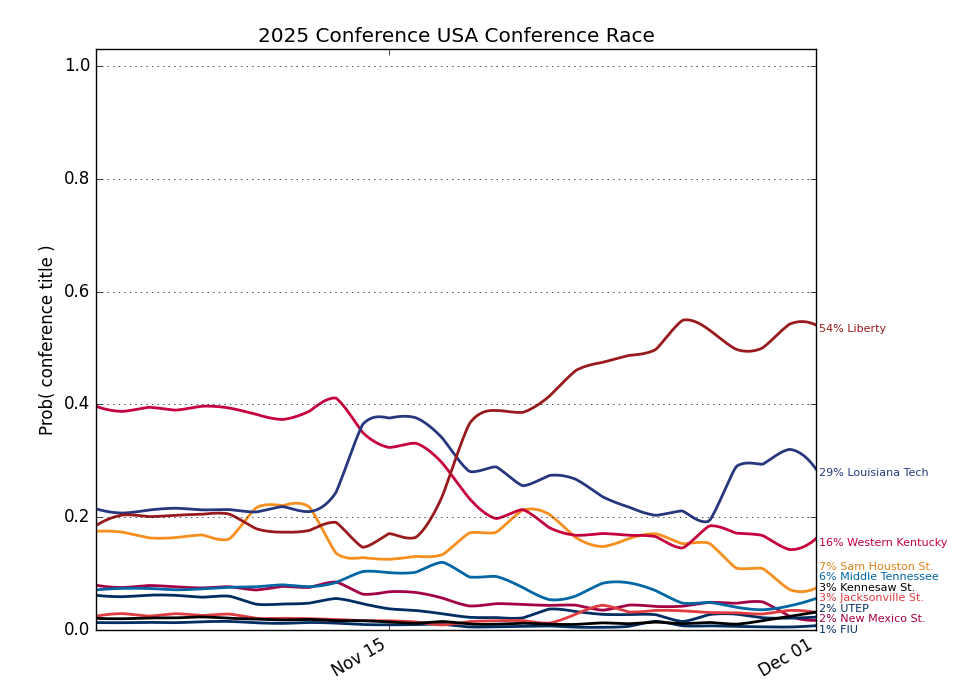 2025 Conference USA Conference Race
Prob( conference title )
1.0
0.8
0.6
0.4
0.2
0.0
54% Liberty
29% Louisiana Tech
16% Western Kentucky
7% Sam Houston St.
6% Middle Tennessee
3% Kennesaw St.
3% Jacksonville St.
2% UTEP
2% New Mexico St.
1% FIU
Nov 15
Dec 01